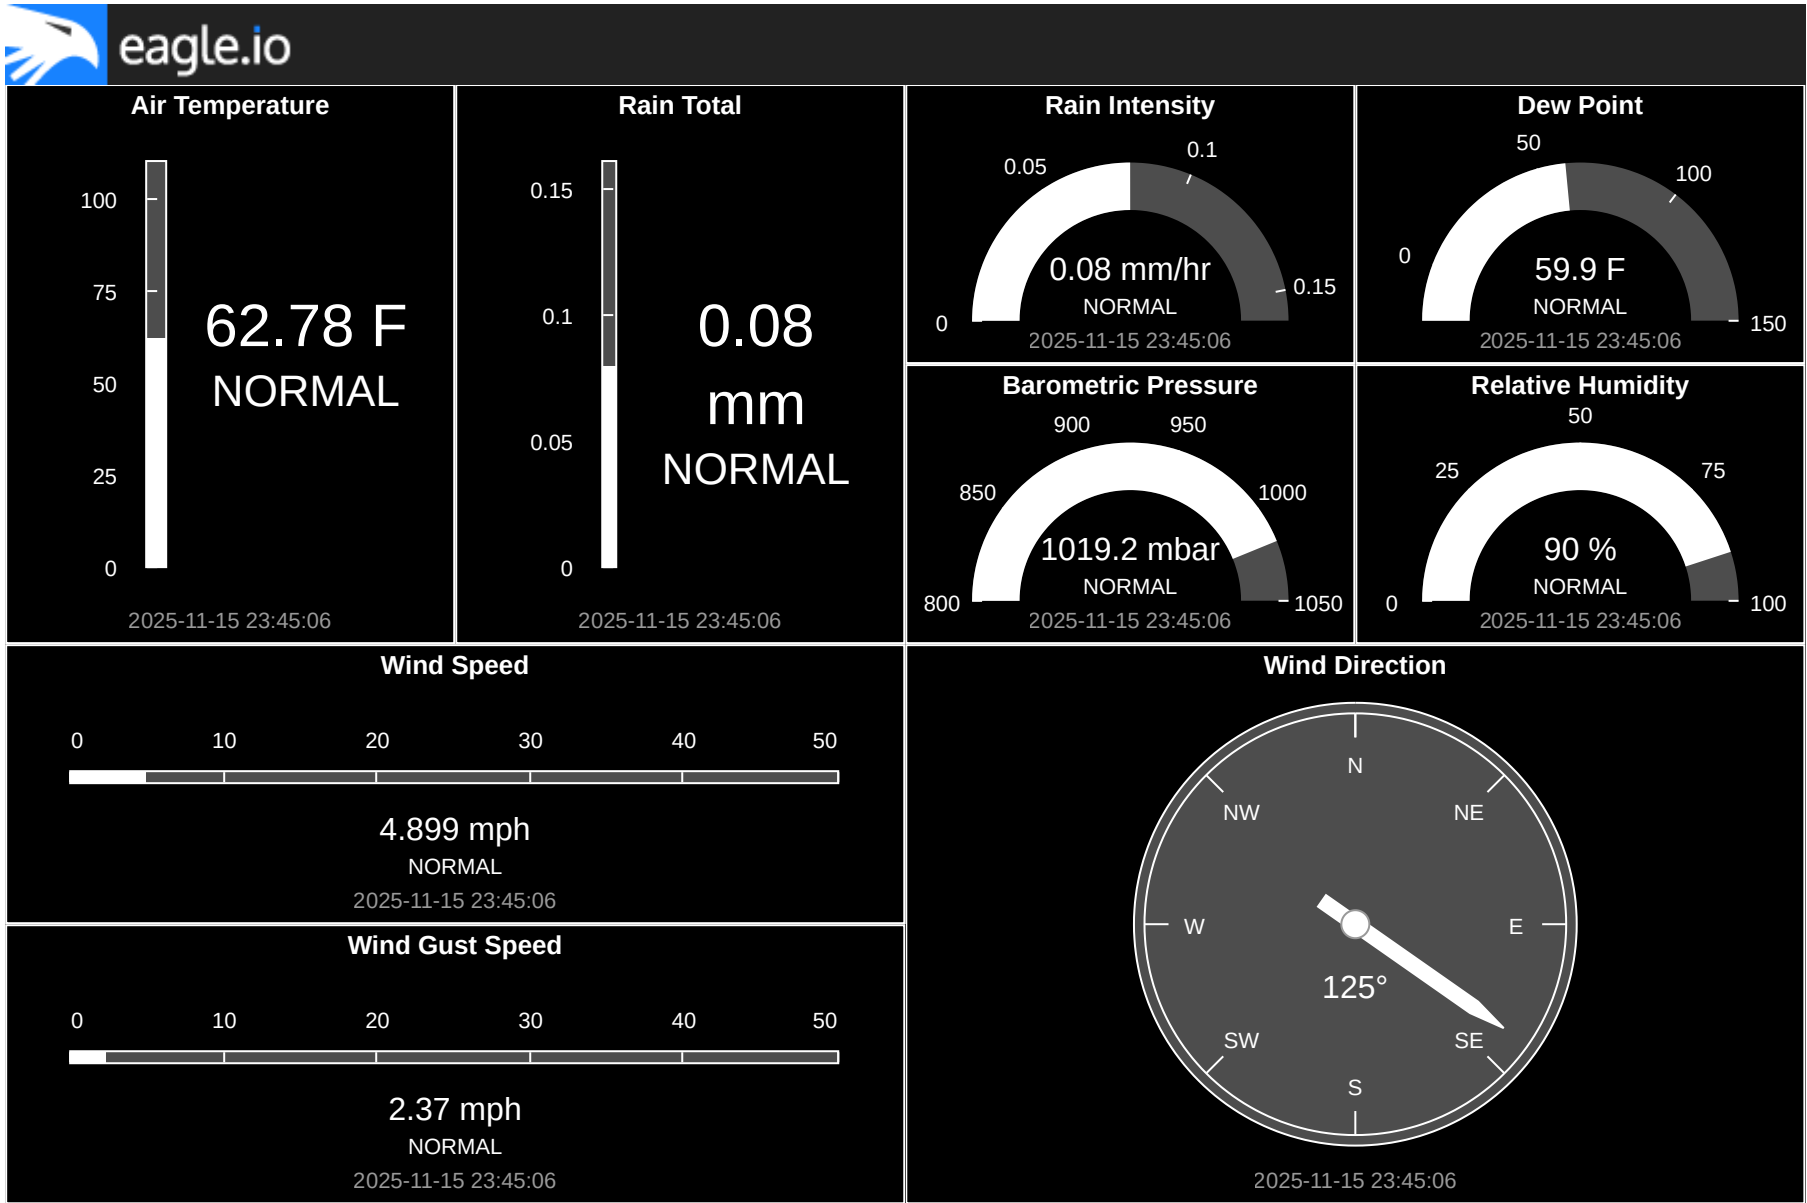 eagle.io
Air Temperature
100
75
50
25
0
62.78 F
NORMAL
2025-11-15 23:45:06
Rain Total
0.15
0.1
0.05
0
0.08
mm
NORMAL
2025-11-15 23:45:06
Rain Intensity
0
0.05
0.1
0.15
0.08 mm/hr
NORMAL
2025-11-15 23:45:06
Dew Point
0
50
100
150
59.9 F
NORMAL
2025-11-15 23:45:06
Barometric Pressure
800
850
900
950
1000
1050
1019.2 mbar
NORMAL
2025-11-15 23:45:06
Relative Humidity
0
25
50
75
100
90 %
NORMAL
2025-11-15 23:45:06
Wind Speed
0 10 20 30 40 50
4.899 mph
NORMAL
2025-11-15 23:45:06
Wind Gust Speed
0 10 20 30 40 50
2.37 mph
NORMAL
2025-11-15 23:45:06
Wind Direction
N
NW NE
W E
125°
SW SE
S
2025-11-15 23:45:06